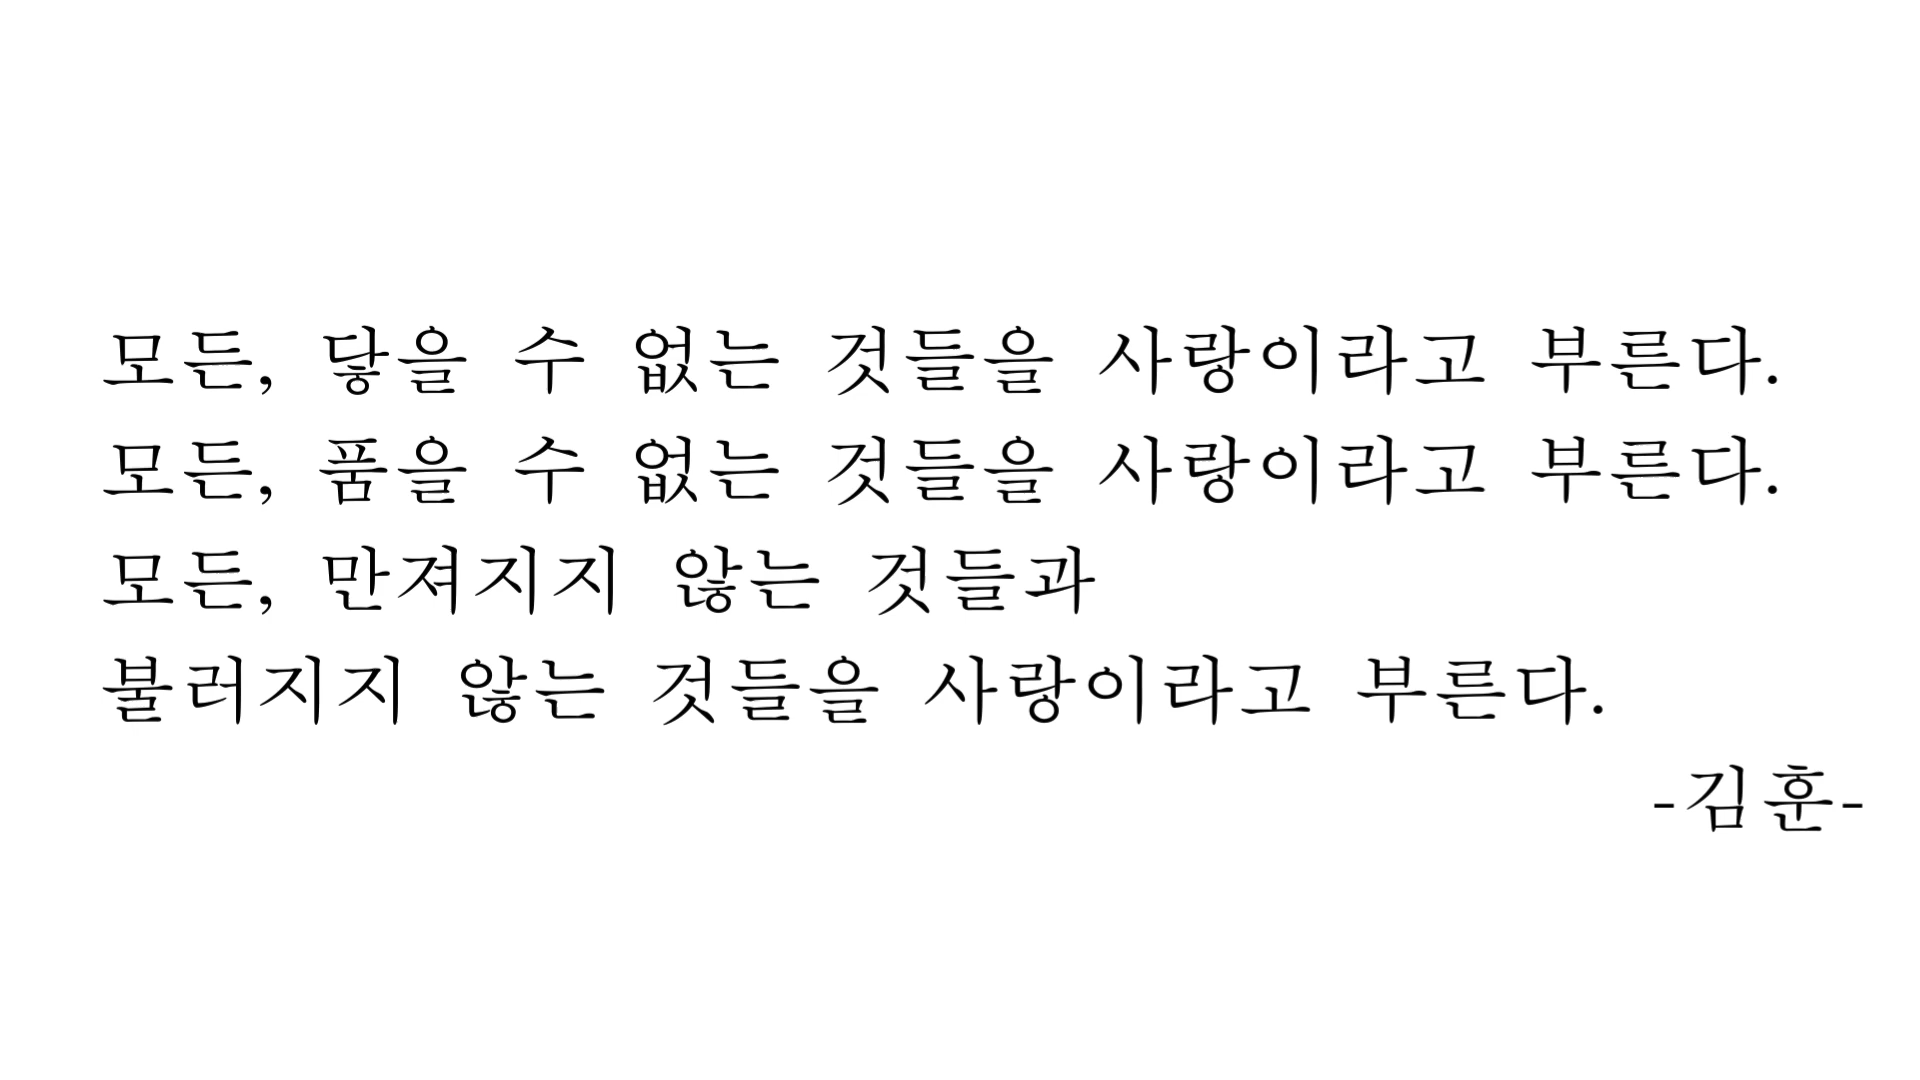 모든, 닿을 수 없는 것들을 사랑이라고 부른다.
모든, 품을 수 없는 것들을 사랑이라고 부른다.
모든, 만져지지 않는 것들과
불러지지 않는 것들을 사랑이라고 부른다.
-김훈-